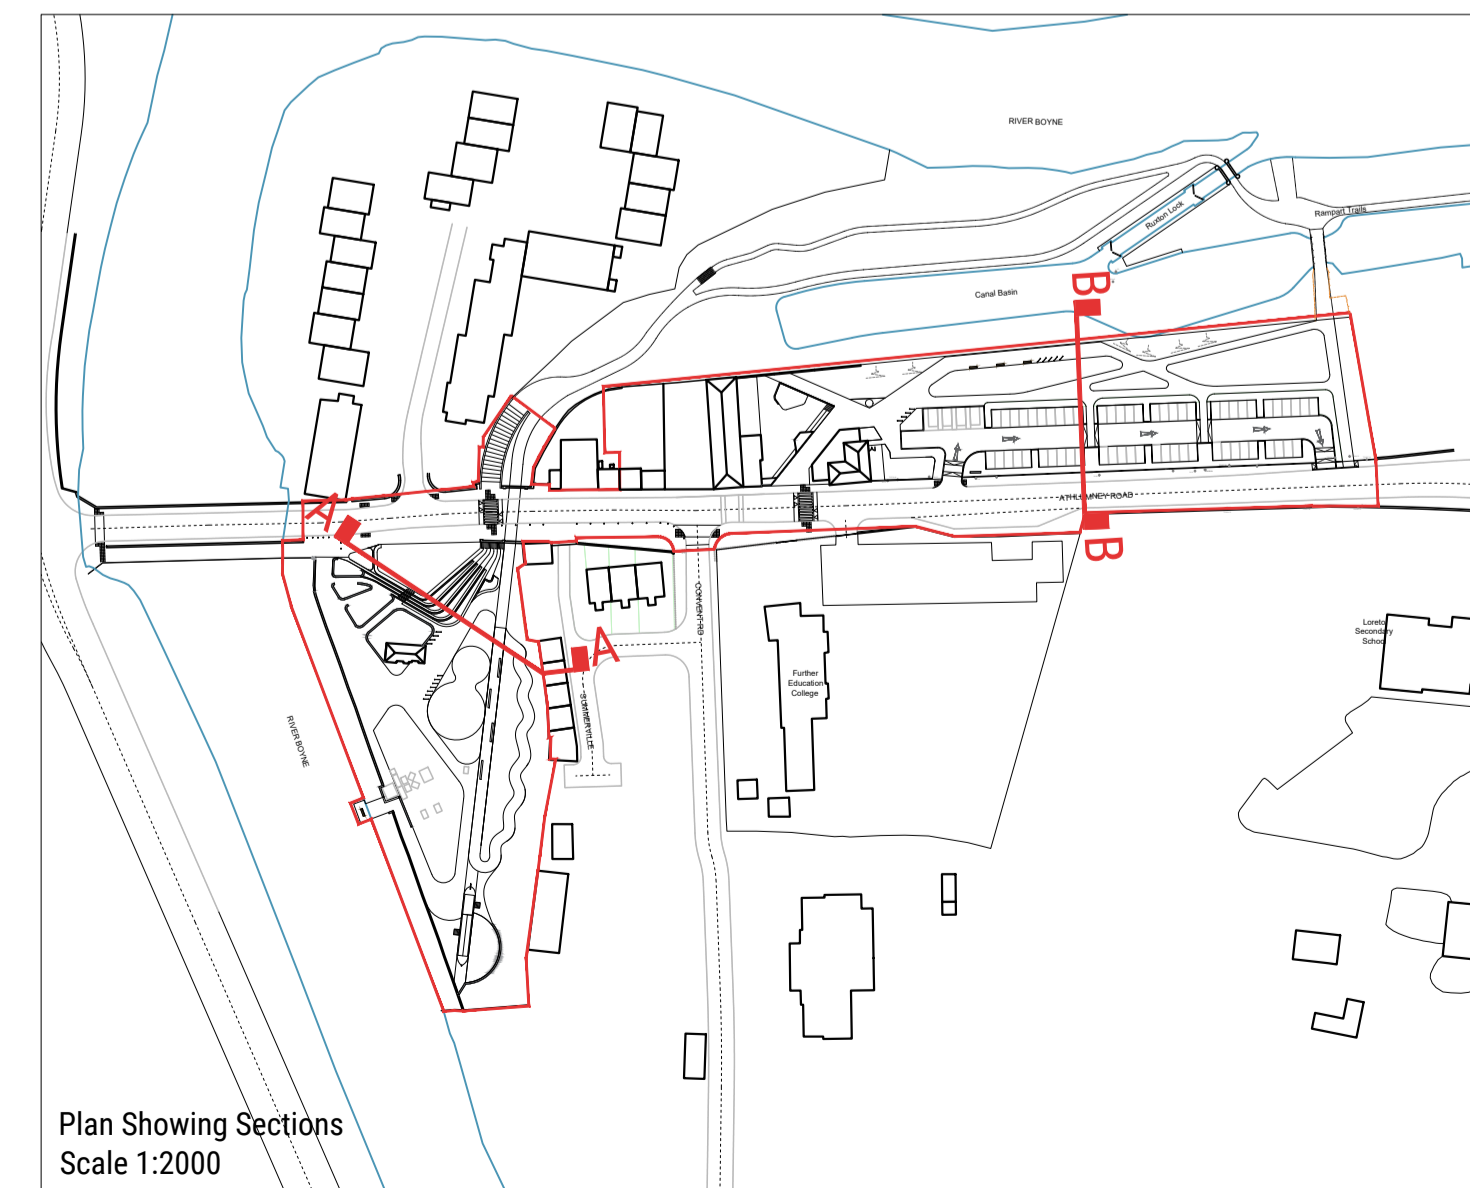 RIVER BOYNE
Ruxton Lock
Rampart Trails
B
Canal Basin
A
ATHLUMNEY ROAD
B
CONVENT RD
A
SUMMERVILLE
Loreto
Secondary
School
Further
Education
College
RIVER BOYNE
Plan Showing Sections
Scale 1:2000